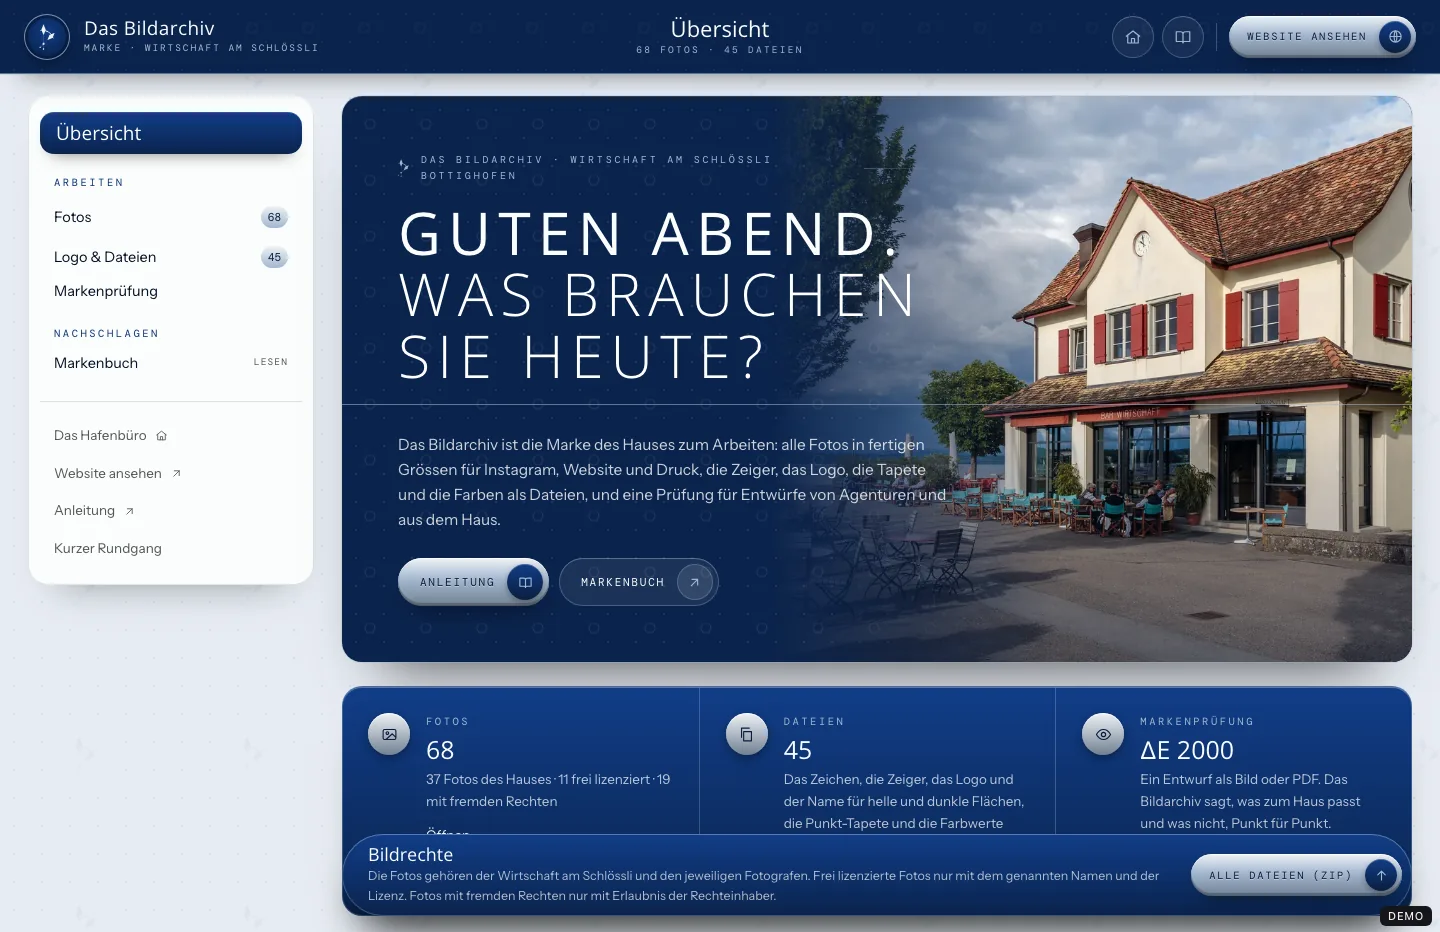 Das Bildarchiv
MARKE · WIRTSCHAFT AM SCHLÖSSLI
Übersicht
68 FOTOS · 45 DATEIEN
WEBSITE ANSEHEN
Übersicht
ARBEITEN
Fotos 68
Logo & Dateien 45
Markenprüfung
NACHSCHLAGEN
Markenbuch LESEN
Das Hafenbüro
Website ansehen
Anleitung
Kurzer Rundgang
DAS BILDARCHIV · WIRTSCHAFT AM SCHLÖSSLI
BOTTIGHOFEN
GUTEN ABEND.
WAS BRAUCHEN
SIE HEUTE?
BAR WIRTSCHAFT
Das Bildarchiv ist die Marke des Hauses zum Arbeiten: alle Fotos in fertigen
Grössen für Instagram, Website und Druck, die Zeiger, das Logo, die Tapete
und die Farben als Dateien, und eine Prüfung für Entwürfe von Agenturen und
aus dem Haus.
ANLEITUNG
MARKENBUCH
FOTOS
68
37 Fotos des Hauses · 11 frei lizenziert · 19
mit fremden Rechten
Öffnen
DATEIEN
45
Das Zeichen, die Zeiger, das Logo und
der Name für helle und dunkle Flächen,
die Punkt-Tapete und die Farbwerte
MARKENPRÜFUNG
ΔE 2000
Ein Entwurf als Bild oder PDF. Das
Bildarchiv sagt, was zum Haus passt
und was nicht, Punkt für Punkt.
Bildrechte
Die Fotos gehören der Wirtschaft am Schlössli und den jeweiligen Fotografen. Frei lizenzierte Fotos nur mit dem genannten Namen und der
Lizenz. Fotos mit fremden Rechten nur mit Erlaubnis der Rechteinhaber.
ALLE DATEIEN (ZIP)
DEMO